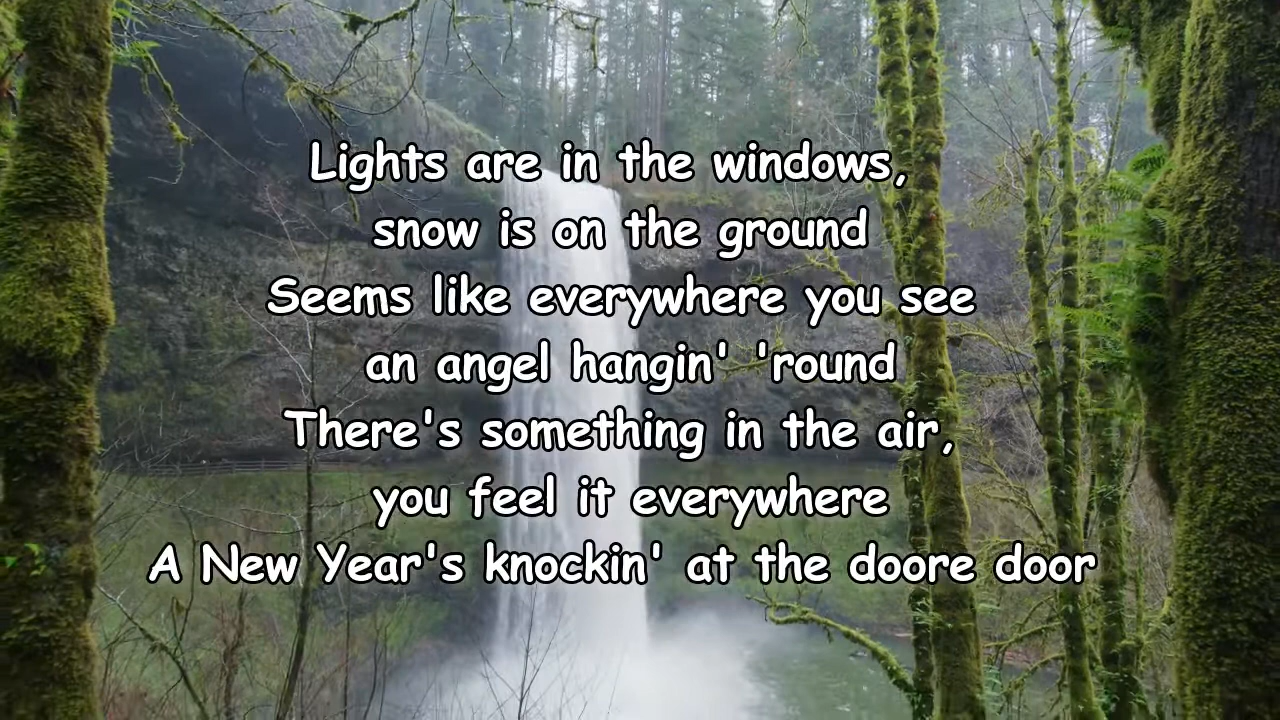 Lights are in the windows,
snow is on the ground
Seems like everywhere you see
an angel hangin' 'round
There's something in the air,
you feel it everywhere
A New Year's knockin' at the doore door